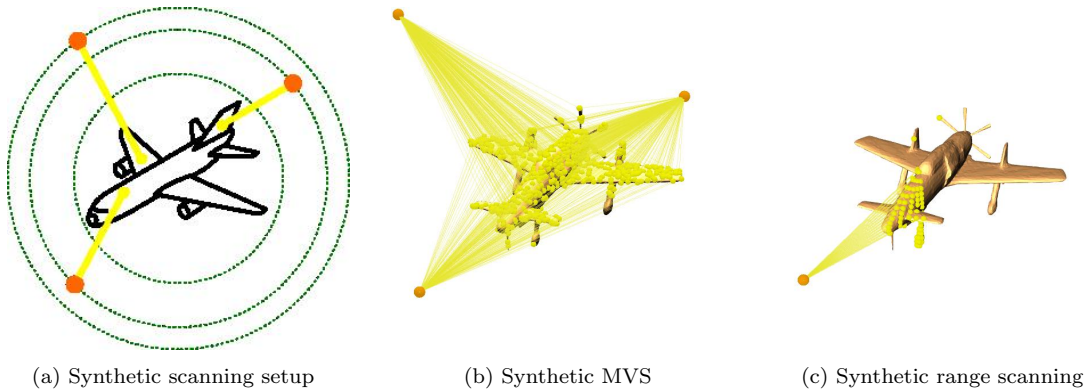 (a) Synthetic scanning setup
(b) Synthetic MVS
(c) Synthetic range scanning